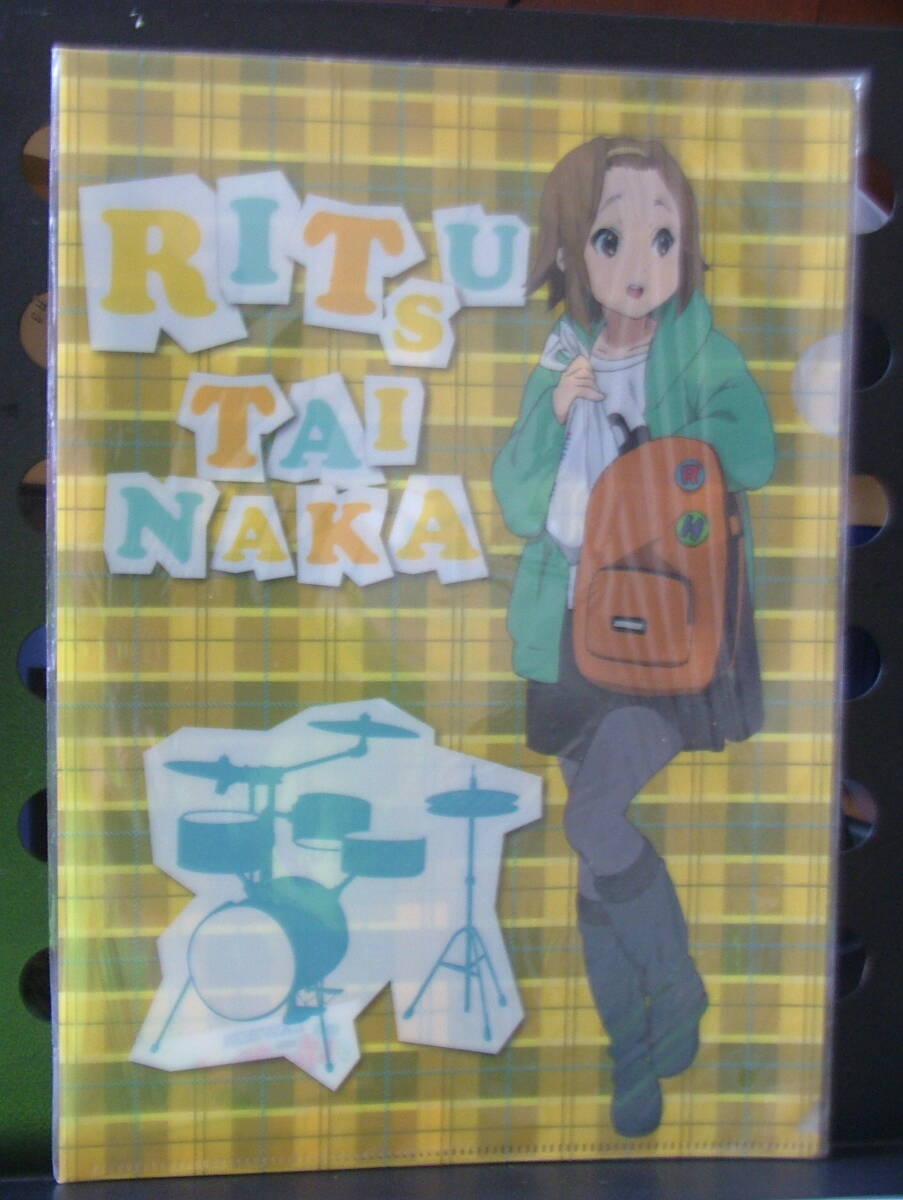 RITSU
TAI
NAKA
R
H